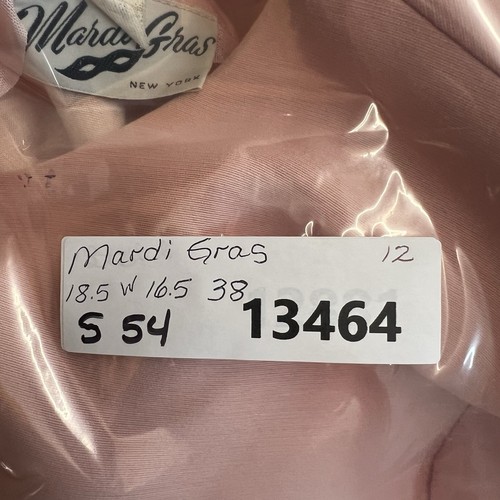 Mardi Gras
NEW YORK
Mardi Gras 12
18.5 W 16.5 38
S 54 13464